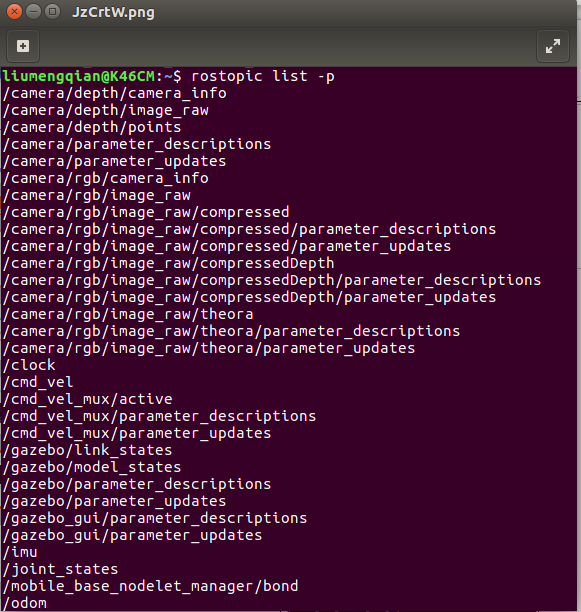 JzCrtW.png
liumengqian@K46CM:~$ rostopic list -p
/camera/depth/camera_info
/camera/depth/image_raw
/camera/depth/points
/camera/parameter_descriptions
/camera/parameter_updates
/camera/rgb/camera_info
/camera/rgb/image_raw
/camera/rgb/image_raw/compressed
/camera/rgb/image_raw/compressed/parameter_descriptions
/camera/rgb/image_raw/compressed/parameter_updates
/camera/rgb/image_raw/compressedDepth
/camera/rgb/image_raw/compressedDepth/parameter_descriptions
/camera/rgb/image_raw/compressedDepth/parameter_updates
/camera/rgb/image_raw/theora
/camera/rgb/image_raw/theora/parameter_descriptions
/camera/rgb/image_raw/theora/parameter_updates
/clock
/cmd_vel
/cmd_vel_mux/active
/cmd_vel_mux/parameter_descriptions
/cmd_vel_mux/parameter_updates
/gazebo/link_states
/gazebo/model_states
/gazebo/parameter_descriptions
/gazebo/parameter_updates
/gazebo_gui/parameter_descriptions
/gazebo_gui/parameter_updates
/imu
/joint_states
/mobile_base_nodelet_manager/bond
/odom